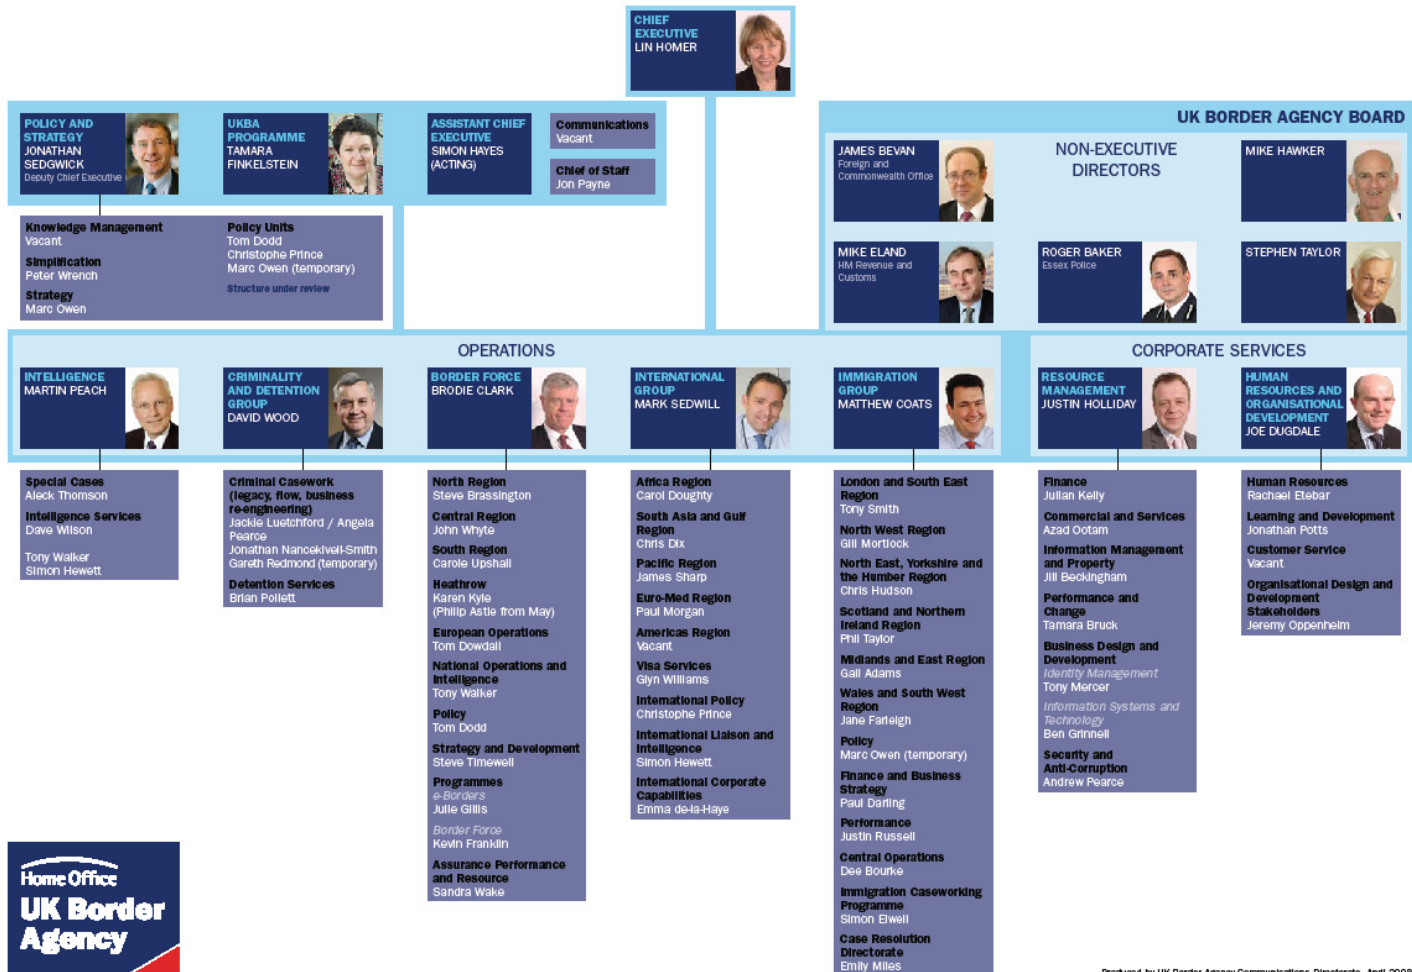 CHIEF
EXECUTIVE
LIN HOMER
POLICY AND
STRATEGY
JONATHAN
SEDGWICK
Deputy Chief Executive
UKBA
PROGRAMME
TAMARA
FINKELSTEIN
ASSISTANT CHIEF
EXECUTIVE
SIMON HAYES
(ACTING)
Communications
Vacant
Chief of Staff
Jon Payne
Knowledge Management
Vacant
Simplification
Peter Wrench
Strategy
Marc Owen
Policy Units
Tom Dodd
Christophe Prince
Marc Owen (temporary)
Structure under review
UK BORDER AGENCY BOARD
JAMES BEVAN
Foreign and
Commonwealth Office
NON-EXECUTIVE
DIRECTORS
MIKE HAWKER
MIKE ELAND
HM Revenue and
Customs
ROGER BAKER
Essex Police
STEPHEN TAYLOR
OPERATIONS
INTELLIGENCE
MARTIN PEACH
CRIMINALITY
AND DETENTION
GROUP
DAVID WOOD
BORDER FORCE
BRODIE CLARK
INTERNATIONAL
GROUP
MARK SEDWILL
IMMIGRATION
GROUP
MATTHEW COATS
CORPORATE SERVICES
RESOURCE
MANAGEMENT
JUSTIN HOLLIDAY
HUMAN
RESOURCES AND
ORGANISATIONAL
DEVELOPMENT
JOE DUGDALE
Special Cases
Aleck Thomson
Intelligence Services
Dave Wilson
Tony Walker
Simon Hewett
Criminal Casework
(legacy, flow, business
re-engineering)
Jackie Luetchford / Angela
Pearce
Jonathan Nancekivell-Smith
Gareth Redmond (temporary)
Detention Services
Brian Pollett
North Region
Steve Brassington
Central Region
John Whyte
South Region
Carole Upshall
Heathrow
Karen Kyle
(Philip Astle from May)
European Operations
Tom Dowdall
National Operations and
Intelligence
Tony Walker
Policy
Tom Dodd
Strategy and Development
Steve Timewell
Programmes
e-Borders
Julie Gillis
Border Force
Kevin Franklin
Assurance Performance
and Resource
Sandra Wake
Africa Region
Carol Doughty
South Asia and Gulf
Region
Chris Dix
Pacific Region
James Sharp
Euro-Med Region
Paul Morgan
Americas Region
Vacant
Visa Services
Glyn Williams
International Policy
Christophe Prince
International Liaison and
Intelligence
Simon Hewett
International Corporate
Capabilities
Emma de-la-Haye
London and South East
Region
Tony Smith
North West Region
Gill Mortlock
North East, Yorkshire and
the Humber Region
Chris Hudson
Scotland and Northern
Ireland Region
Phil Taylor
Midlands and East Region
Gail Adams
Wales and South West
Region
Jane Farleigh
Policy
Marc Owen (temporary)
Finance and Business
Strategy
Paul Darling
Performance
Justin Russell
Central Operations
Dee Bourke
Immigration Caseworking
Programme
Simon Elwell
Case Resolution
Directorate
Emily Miles
Finance
Julian Kelly
Commercial and Services
Azad Ootam
Information Management
and Property
Jill Beckingham
Performance and
Change
Tamara Bruck
Business Design and
Development
Identity Management
Tony Mercer
Information Systems and
Technology
Ben Grinnell
Security and
Anti-Corruption
Andrew Pearce
Human Resources
Rachael Etebar
Learning and Development
Jonathan Potts
Customer Service
Vacant
Organisational Design and
Development
Stakeholders
Jeremy Oppenheim
Home Office
UK Border
Agency
Produced by UK Border Agency Communications Directorate, April